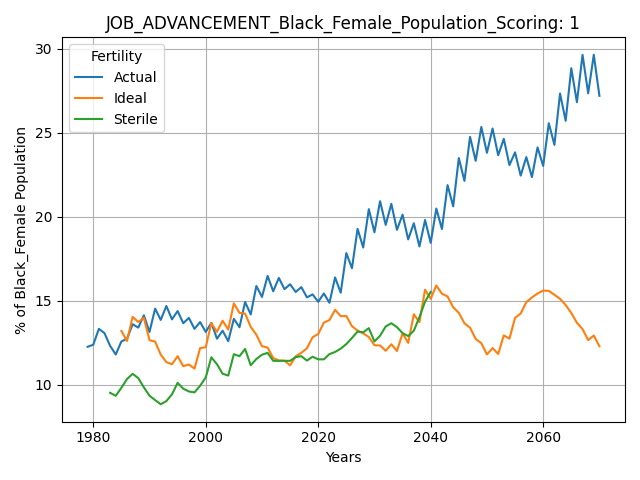 JOB_ADVANCEMENT_Black_Female_Population_Scoring: 1
30
25
20
15
10
% of Black_Female Population
Fertility
Actual
Ideal
Sterile
1980
2000
2020
2040
2060
Years